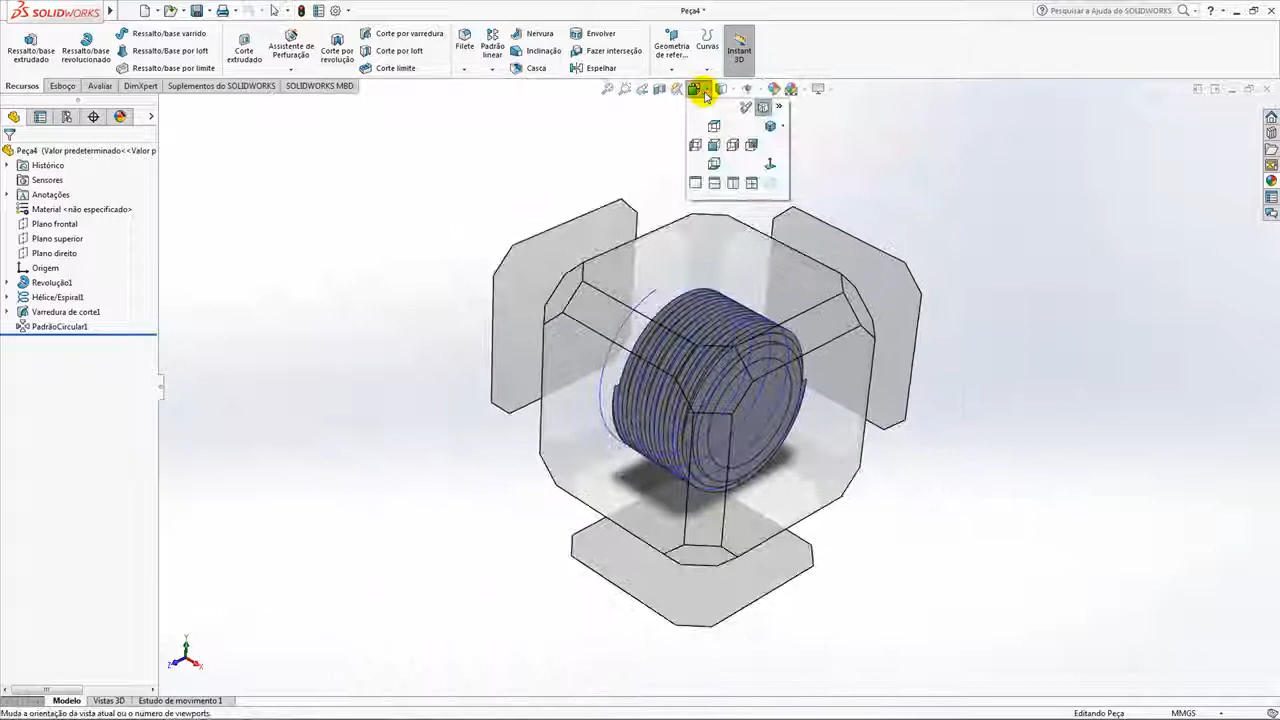 SOLIDWORKS
Peça4 *
Pesquisar a Ajuda do SOLIDWORKS
Ressalto/base extrudado
Ressalto/base revolucionado
Ressalto/base varrido
Ressalto/base por loft
Ressalto/base por limite
Corte extrudado
Assistente de Perfuração
Corte por revolução
Corte por varredura
Corte por loft
Corte limite
Filete
Padrão linear
Nervura
Inclinação
Casca
Envolver
Fazer interseção
Espelhar
Geometria de refer...
Curvas
Instant 3D
Recursos
Esboço
Avaliar
DimXpert
Suplementos do SOLIDWORKS
SOLIDWORKS MBD
Peça4 (Valor predeterminado<<Valor p
Histórico
Sensores
Anotações
Material <não especificado>
Plano frontal
Plano superior
Plano direito
Origem
Revolução1
Hélice/Espiral1
Varredura de corte1
PadrãoCircular1
Y
Z
X
Modelo
Vistas 3D
Estudo de movimento 1
Muda a orientação da vista atual ou o número de viewports.
Editando Peça
MMGS